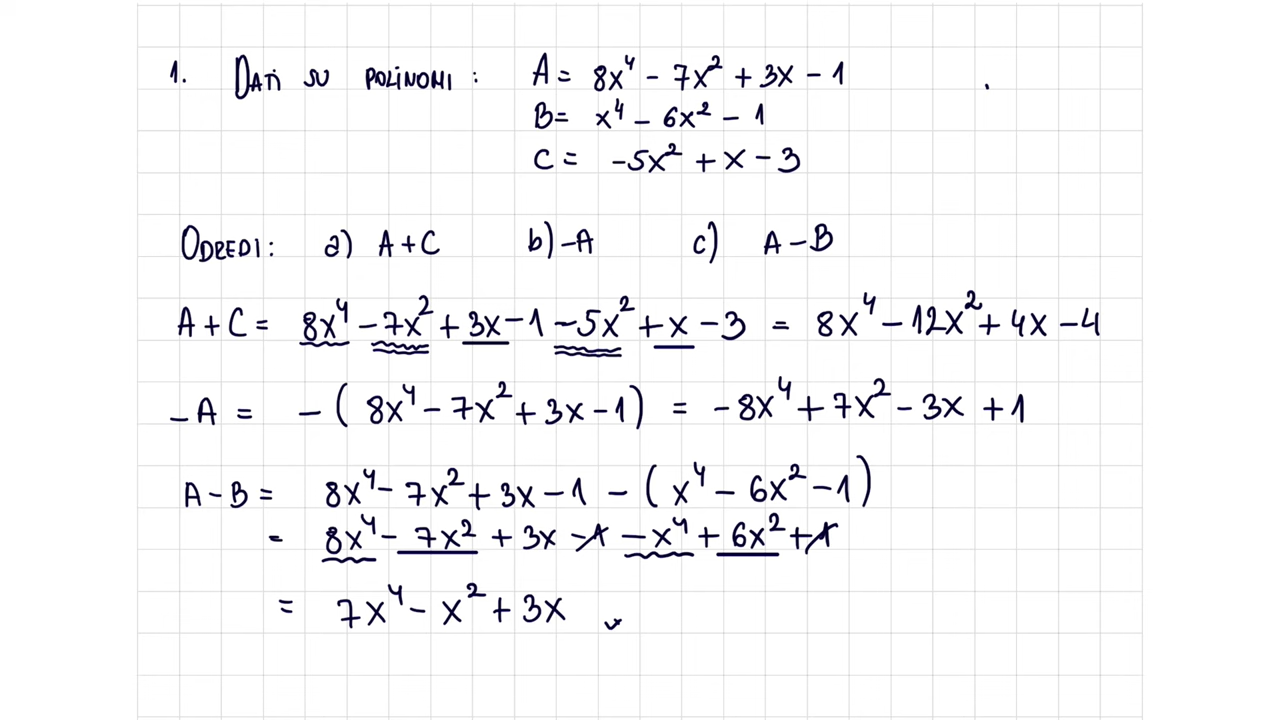 1. DATI SU POLINOMI: A = 8x⁴ - 7x² + 3x - 1
B = x⁴ - 6x² - 1
C = -5x² + x - 3
ODREDI: a) A+C b) -A c) A-B
A+C = 8x⁴ - 7x² + 3x - 1 - 5x² + x - 3 = 8x⁴ - 12x² + 4x - 4
-A = - (8x⁴ - 7x² + 3x - 1) = -8x⁴ + 7x² - 3x + 1
A-B = 8x⁴ - 7x² + 3x - 1 - (x⁴ - 6x² - 1)
= 8x⁴ - 7x² + 3x - 1 - x⁴ + 6x² + 1
= 7x⁴ - x² + 3x